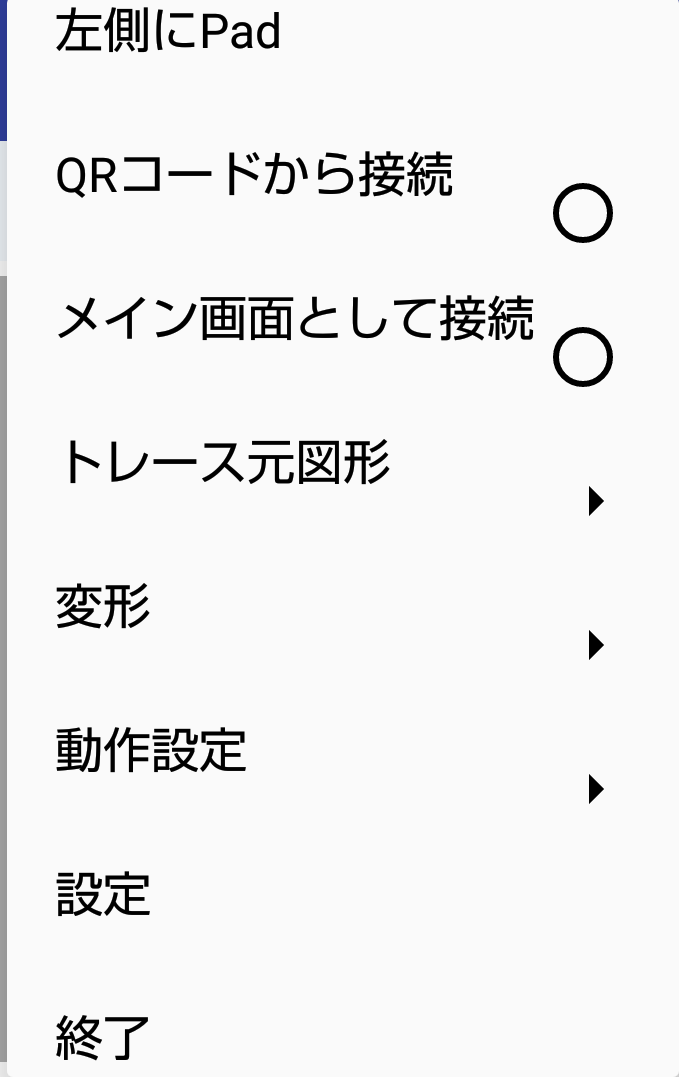 左側にPad
QRコードから接続
メイン画面として接続
トレース元図形
変形
動作設定
設定
終了